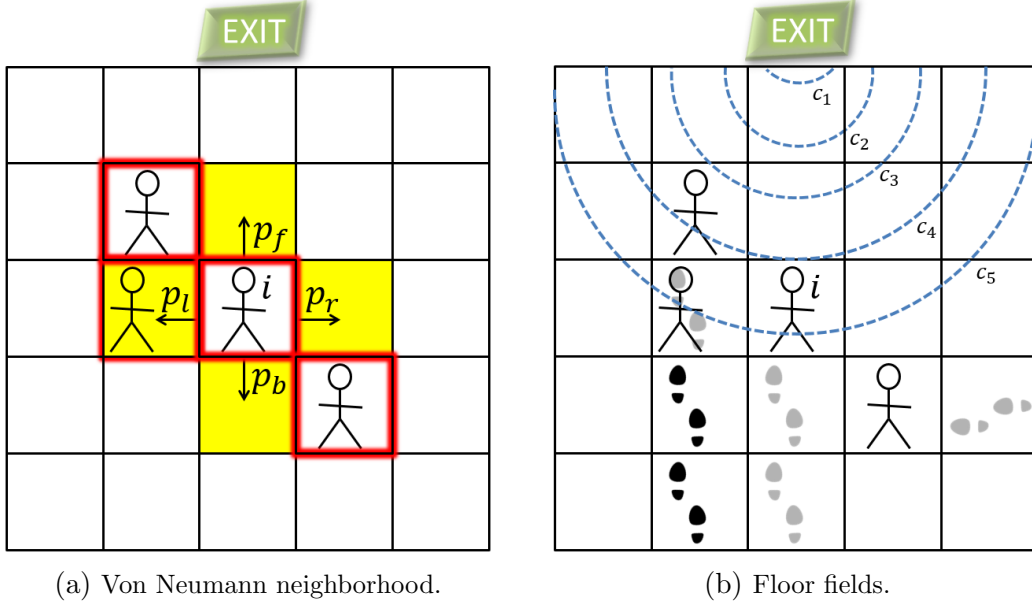 EXIT
p_f
p_l
i
p_r
p_b
(a) Von Neumann neighborhood.
EXIT
c_1
c_2
c_3
c_4
c_5
i
(b) Floor fields.